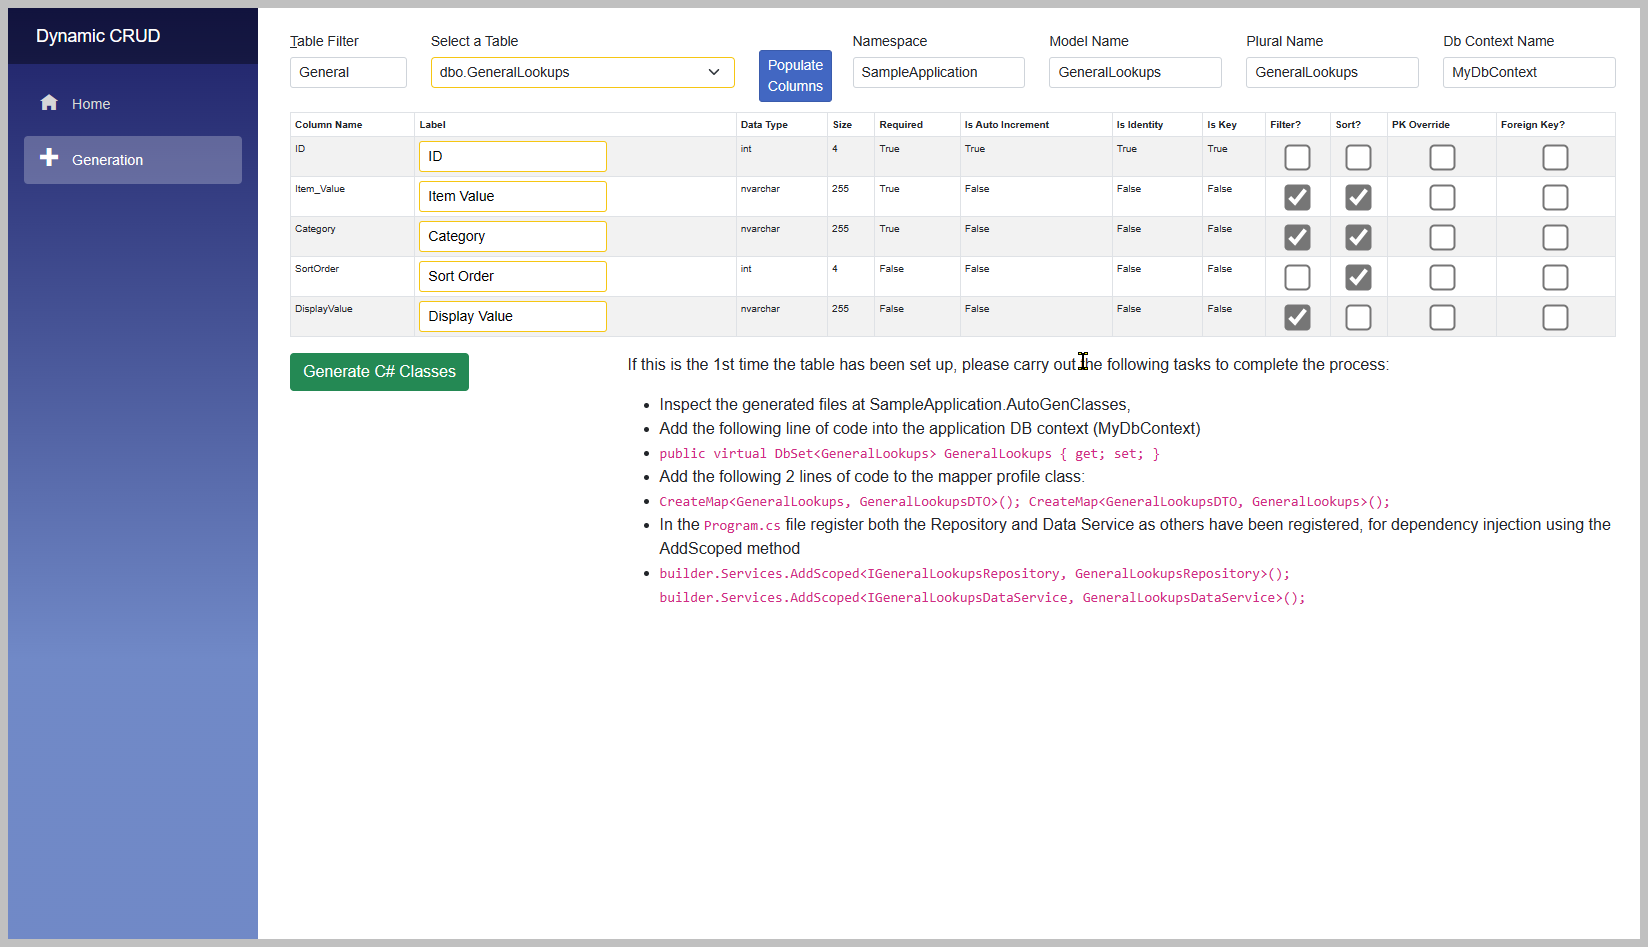 Dynamic CRUD
Home
Generation
Table Filter
General
Select a Table
dbo.GeneralLookups
Populate
Columns
Namespace
SampleApplication
Model Name
GeneralLookups
Plural Name
GeneralLookups
Db Context Name
MyDbContext
Column Name Label Data Type Size Required Is Auto Increment Is Identity Is Key Filter? Sort? PK Override Foreign Key?
ID ID int 4 True True True True
Item_Value Item Value nvarchar 255 True False False False
Category Category nvarchar 255 True False False False
SortOrder Sort Order int 4 False False False False
DisplayValue Display Value nvarchar 255 False False False False
Generate C# Classes
If this is the 1st time the table has been set up, please carry out the following tasks to complete the process:
• Inspect the generated files at SampleApplication.AutoGenClasses,
• Add the following line of code into the application DB context (MyDbContext)
• public virtual DbSet<GeneralLookups> GeneralLookups { get; set; }
• Add the following 2 lines of code to the mapper profile class:
• CreateMap<GeneralLookups, GeneralLookupsDTO>(); CreateMap<GeneralLookupsDTO, GeneralLookups>();
• In the Program.cs file register both the Repository and Data Service as others have been registered, for dependency injection using the
AddScoped method
• builder.Services.AddScoped<IGeneralLookupsRepository, GeneralLookupsRepository>();
builder.Services.AddScoped<IGeneralLookupsDataService, GeneralLookupsDataService>();